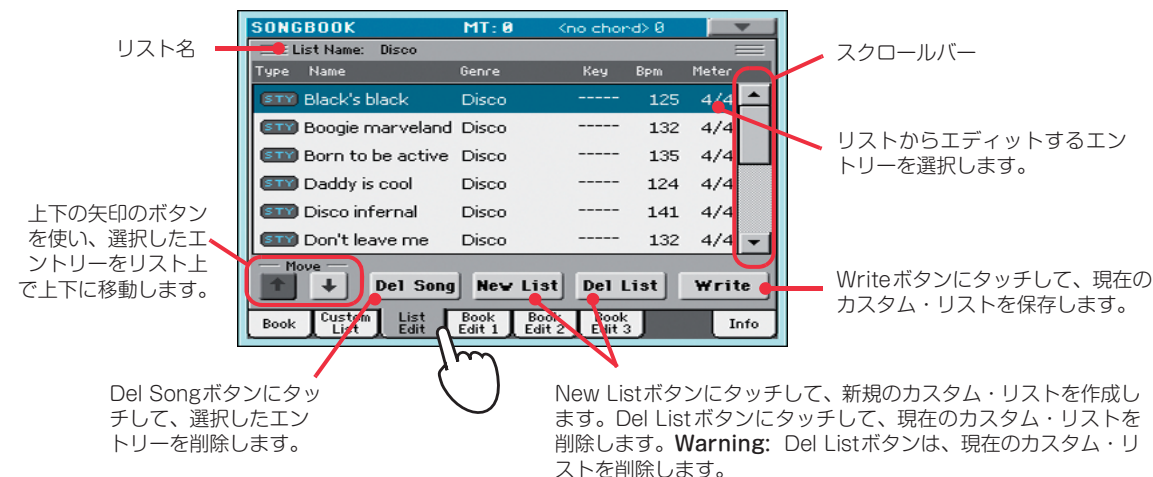 SONGBOOK MT: 0 <no chord> 0
List Name: Disco
Type Name Genre Key Bpm Meter
STY Black's black Disco ----- 125 4/4
STY Boogie marveland Disco ----- 132 4/4
STY Born to be active Disco ----- 135 4/4
STY Daddy is cool Disco ----- 124 4/4
STY Disco infernal Disco ----- 141 4/4
STY Don't leave me Disco ----- 132 4/4
Move
Del Song New List Del List Write
Book Custom List List Edit Book Edit 1 Book Edit 2 Book Edit 3 Info
リスト名
スクロールバー
リストからエディットするエン
トリーを選択します。
上下の矢印のボタン
を使い、選択したエ
ントリーをリスト上
で上下に移動します。
Writeボタンにタッチして、現在の
カスタム・リストを保存します。
Del Songボタンにタッ
チして、選択したエン
トリーを削除します。
New Listボタンにタッチして、新規のカスタム・リストを作成し
ます。Del Listボタンにタッチして、現在のカスタム・リストを
削除します。Warning: Del Listボタンは、現在のカスタム・リ
ストを削除します。